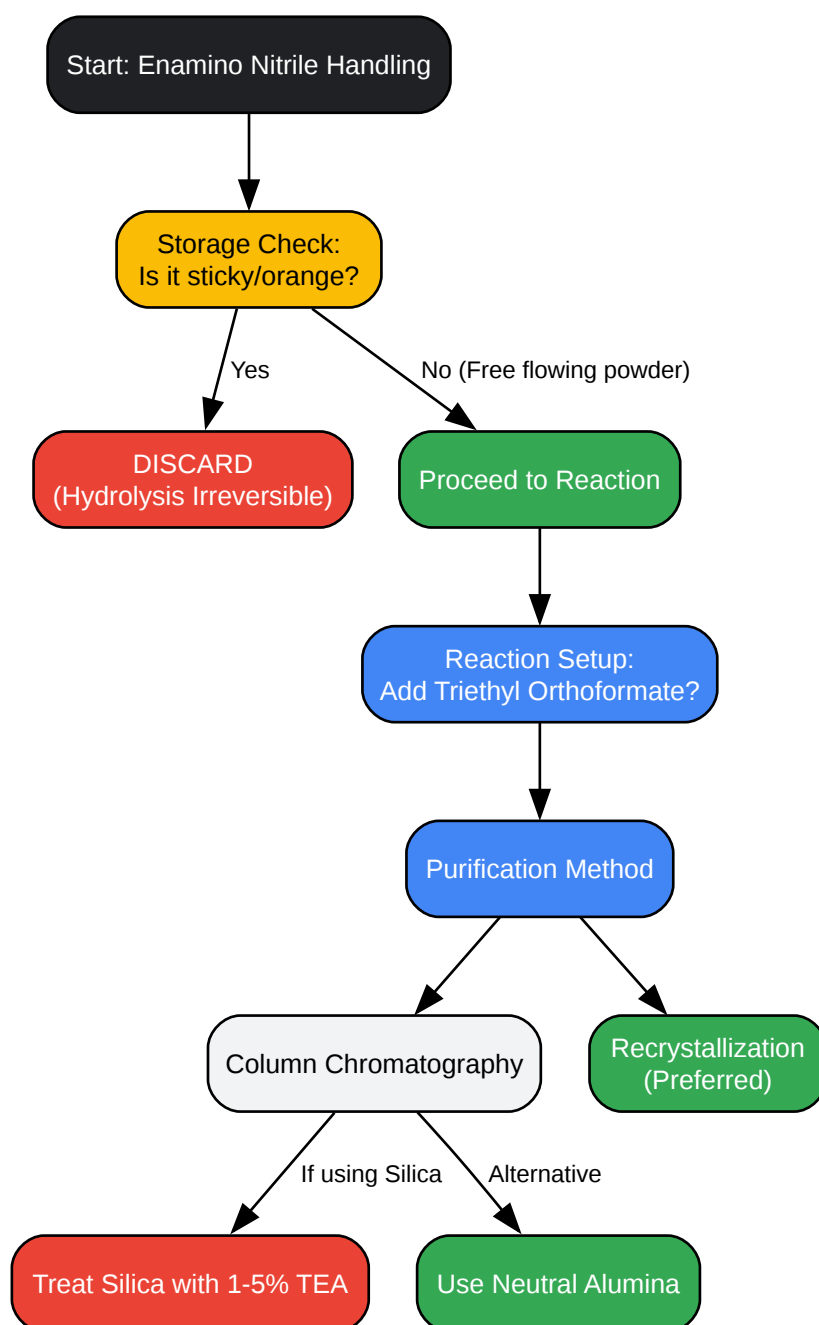 Start: Enamino Nitrile Handling
Storage Check:
Is it sticky/orange?
Yes
No (Free flowing powder)
DISCARD
(Hydrolysis Irreversible)
Proceed to Reaction
Reaction Setup:
Add Triethyl Orthoformate?
Purification Method
Column Chromatography
Recrystallization
(Preferred)
If using Silica
Alternative
Treat Silica with 1-5% TEA
Use Neutral Alumina